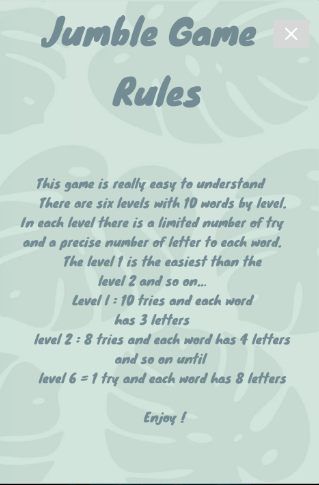 Jumble Game
Rules
This game is really easy to understand
There are six levels with 10 words by level.
In each level there is a limited number of try
and a precise number of letter to each word.
The level 1 is the easiest than the
level 2 and so on...
Level 1 : 10 tries and each word
has 3 letters
level 2 : 8 tries and each word has 4 letters
and so on until
level 6 = 1 try and each word has 8 letters
Enjoy !